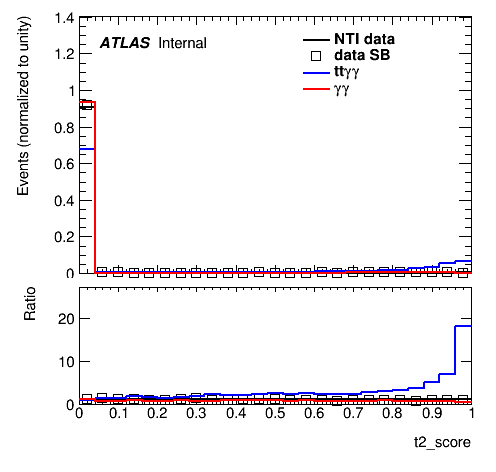 1.4
1.2
1
0.8
0.6
0.4
0.2
0
Events (normalized to unity)
ATLAS Internal
NTI data
data SB
ttγγ
γγ
Ratio
20
10
0
0 0.1 0.2 0.3 0.4 0.5 0.6 0.7 0.8 0.9 1
t2_score